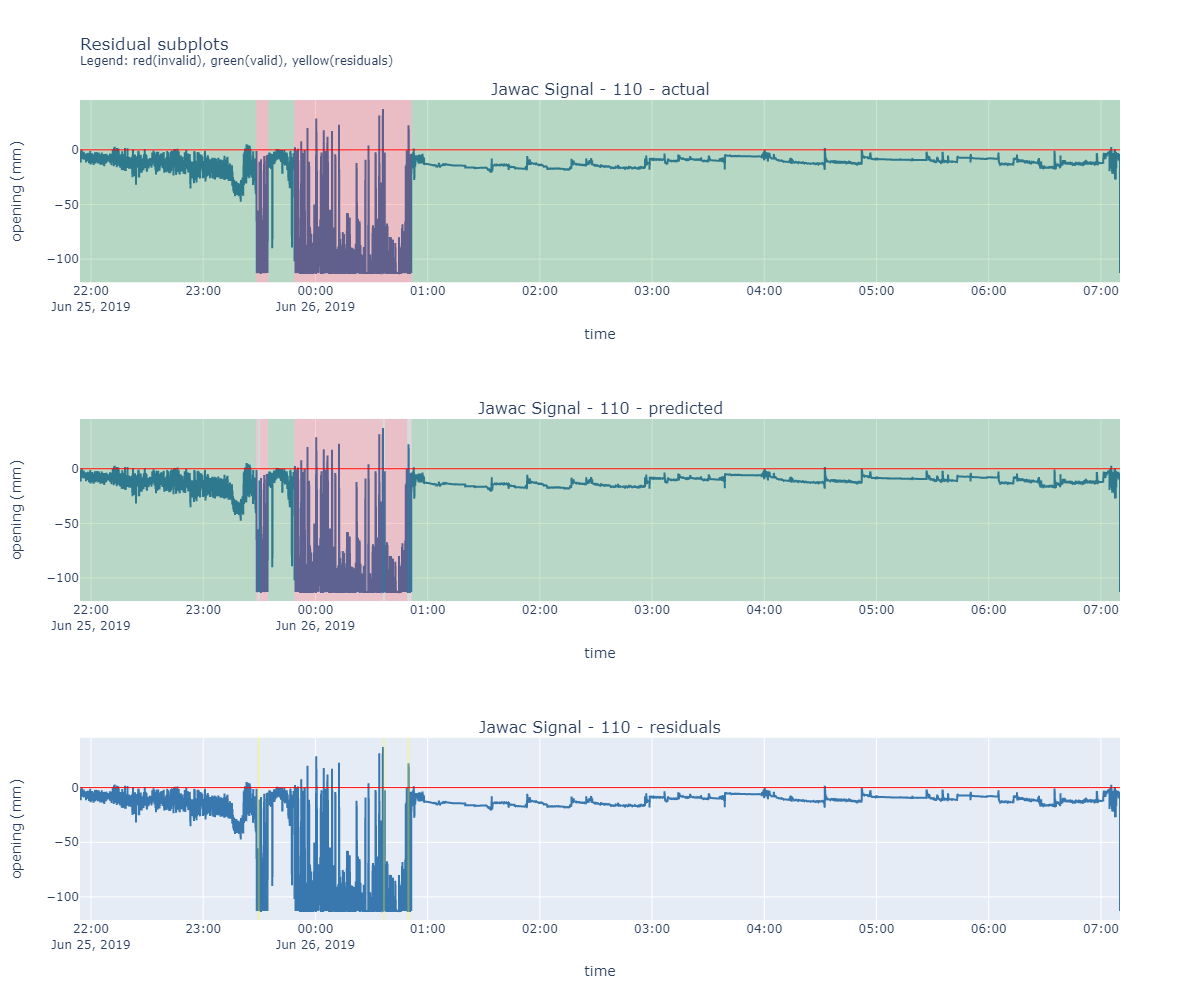 Residual subplots
Legend: red(invalid), green(valid), yellow(residuals)
Jawac Signal - 110 - actual
opening (mm)
0
−50
−100
22:00 23:00 00:00 01:00 02:00 03:00 04:00 05:00 06:00 07:00
Jun 25, 2019 Jun 26, 2019
time
Jawac Signal - 110 - predicted
opening (mm)
0
−50
−100
22:00 23:00 00:00 01:00 02:00 03:00 04:00 05:00 06:00 07:00
Jun 25, 2019 Jun 26, 2019
time
Jawac Signal - 110 - residuals
opening (mm)
0
−50
−100
22:00 23:00 00:00 01:00 02:00 03:00 04:00 05:00 06:00 07:00
Jun 25, 2019 Jun 26, 2019
time